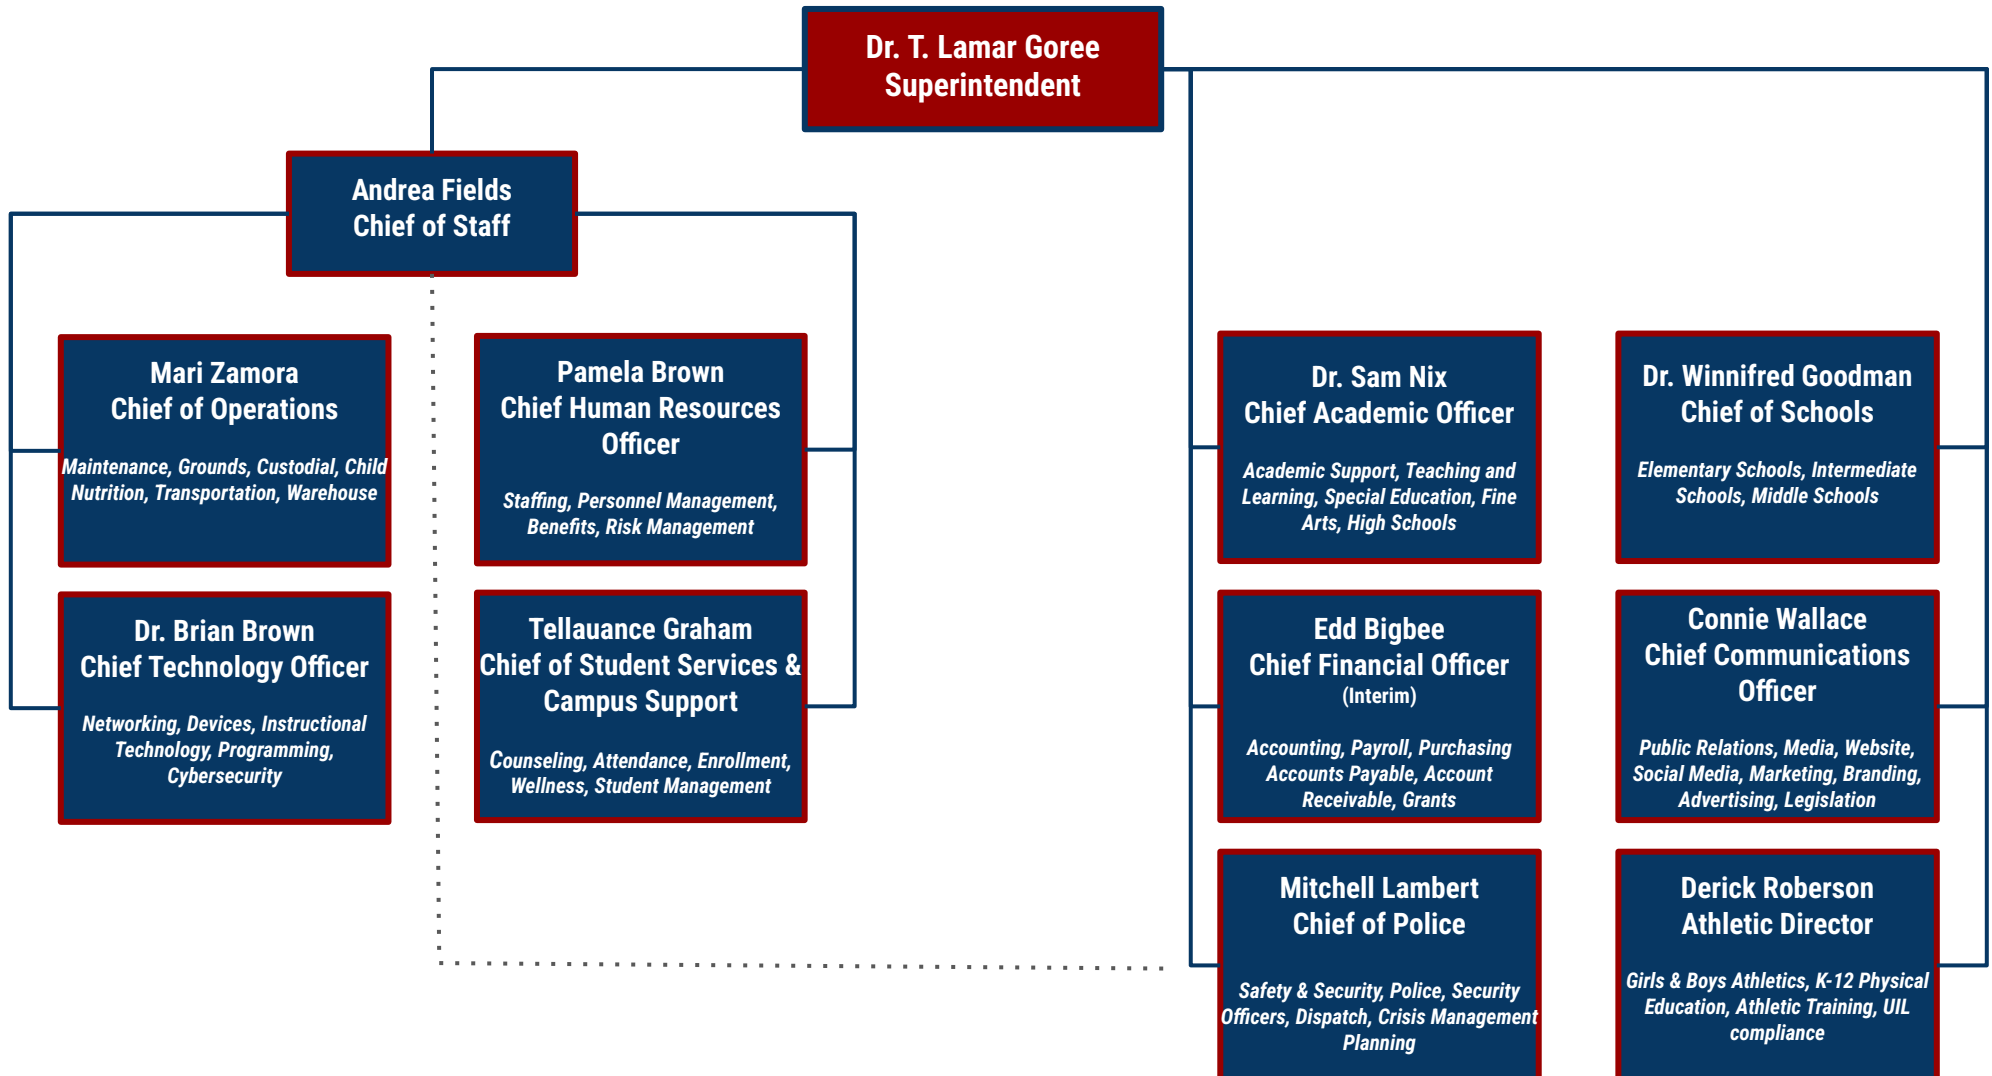 Dr. T. Lamar Goree
Superintendent
Andrea Fields
Chief of Staff
Mari Zamora
Chief of Operations
Maintenance, Grounds, Custodial, Child
Nutrition, Transportation, Warehouse
Pamela Brown
Chief Human Resources
Officer
Staffing, Personnel Management,
Benefits, Risk Management
Dr. Sam Nix
Chief Academic Officer
Academic Support, Teaching and
Learning, Special Education, Fine
Arts, High Schools
Dr. Winnifred Goodman
Chief of Schools
Elementary Schools, Intermediate
Schools, Middle Schools
Dr. Brian Brown
Chief Technology Officer
Networking, Devices, Instructional
Technology, Programming,
Cybersecurity
Tellauance Graham
Chief of Student Services &
Campus Support
Counseling, Attendance, Enrollment,
Wellness, Student Management
Edd Bigbee
Chief Financial Officer
(Interim)
Accounting, Payroll, Purchasing
Accounts Payable, Account
Receivable, Grants
Connie Wallace
Chief Communications
Officer
Public Relations, Media, Website,
Social Media, Marketing, Branding,
Advertising, Legislation
Mitchell Lambert
Chief of Police
Safety & Security, Police, Security
Officers, Dispatch, Crisis Management
Planning
Derick Roberson
Athletic Director
Girls & Boys Athletics, K-12 Physical
Education, Athletic Training, UIL
compliance